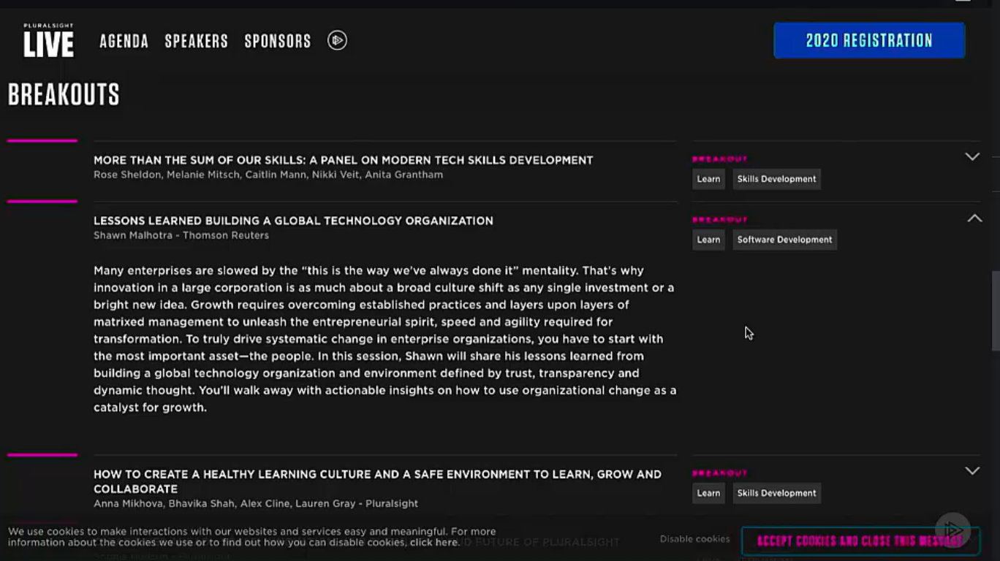 PLURALSIGHT
LIVE
AGENDA SPEAKERS SPONSORS
2020 REGISTRATION
BREAKOUTS
MORE THAN THE SUM OF OUR SKILLS: A PANEL ON MODERN TECH SKILLS DEVELOPMENT
Rose Sheldon, Melanie Mitsch, Caitlin Mann, Nikki Veit, Anita Grantham
BREAKOUT
Learn Skills Development
LESSONS LEARNED BUILDING A GLOBAL TECHNOLOGY ORGANIZATION
Shawn Malhotra - Thomson Reuters
BREAKOUT
Learn Software Development
Many enterprises are slowed by the “this is the way we’ve always done it” mentality. That’s why
innovation in a large corporation is as much about a broad culture shift as any single investment or a
bright new idea. Growth requires overcoming established practices and layers upon layers of
matrixed management to unleash the entrepreneurial spirit, speed and agility required for
transformation. To truly drive systematic change in enterprise organizations, you have to start with
the most important asset—the people. In this session, Shawn will share his lessons learned from
building a global technology organization and environment defined by trust, transparency and
dynamic thought. You’ll walk away with actionable insights on how to use organizational change as a
catalyst for growth.
HOW TO CREATE A HEALTHY LEARNING CULTURE AND A SAFE ENVIRONMENT TO LEARN, GROW AND
COLLABORATE
Anna Mikhova, Bhavika Shah, Alex Cline, Lauren Gray - Pluralsight
BREAKOUT
Learn Skills Development
We use cookies to make interactions with our websites and services easy and meaningful. For more
information about the cookies we use or to find out how you can disable cookies, click here.
FUTURE OF PLURALSIGHT
Disable cookies
ACCEPT COOKIES AND CLOSE THIS MESSAGE